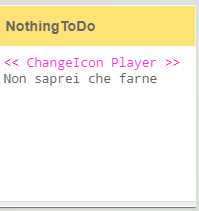 NothingToDo
<< ChangeIcon Player >>
Non saprei che farne